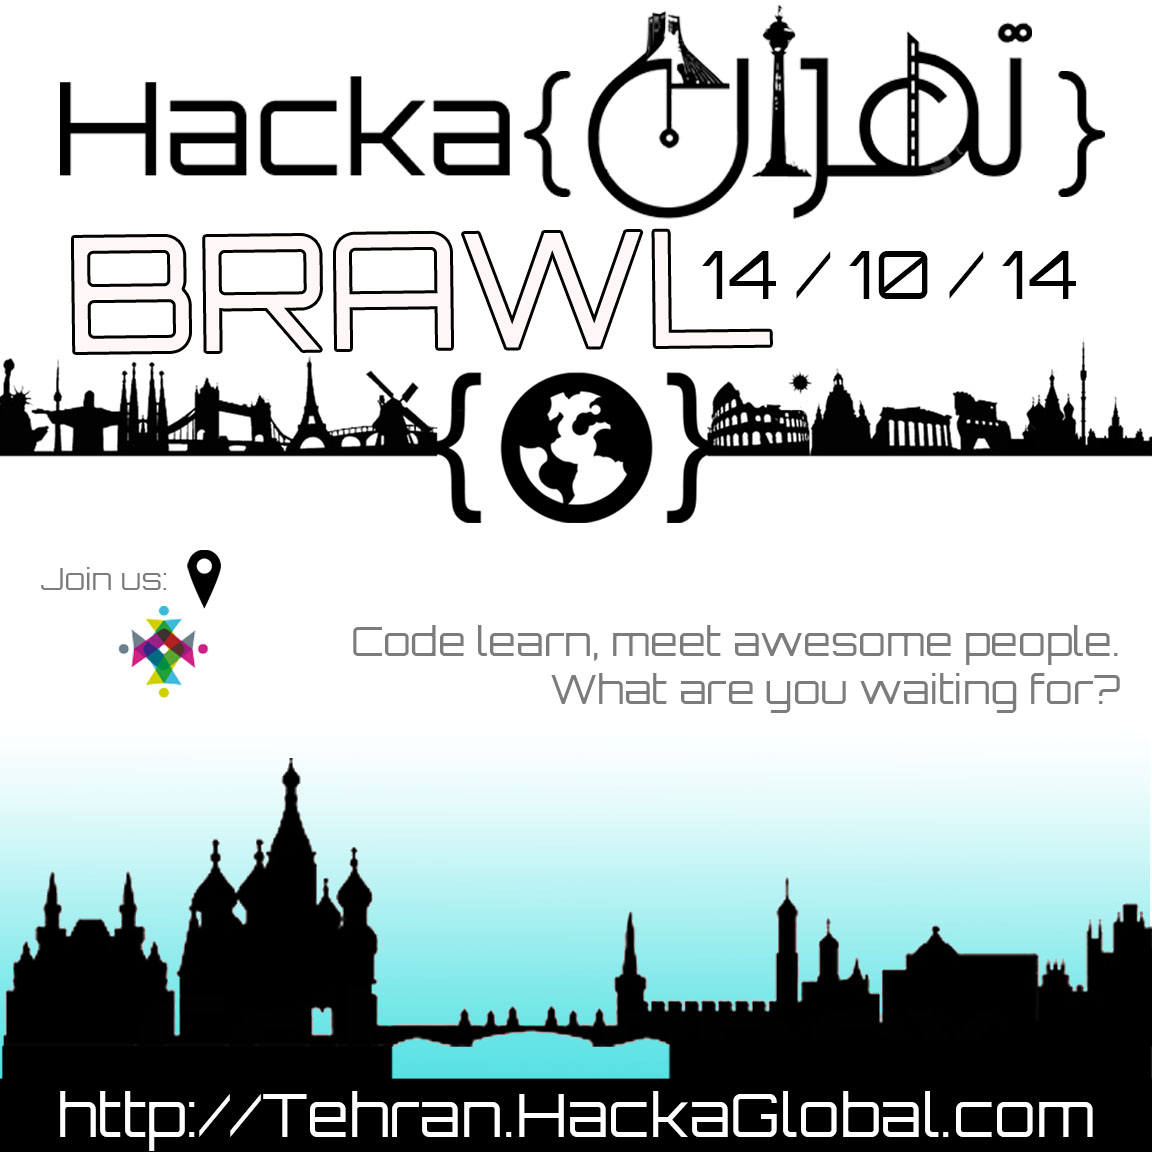 Hacka{تهران}
BRAWL 14/10/14
{ }
Join us:
Code learn, meet awesome people.
What are you waiting for?
http://Tehran.HackaGlobal.com